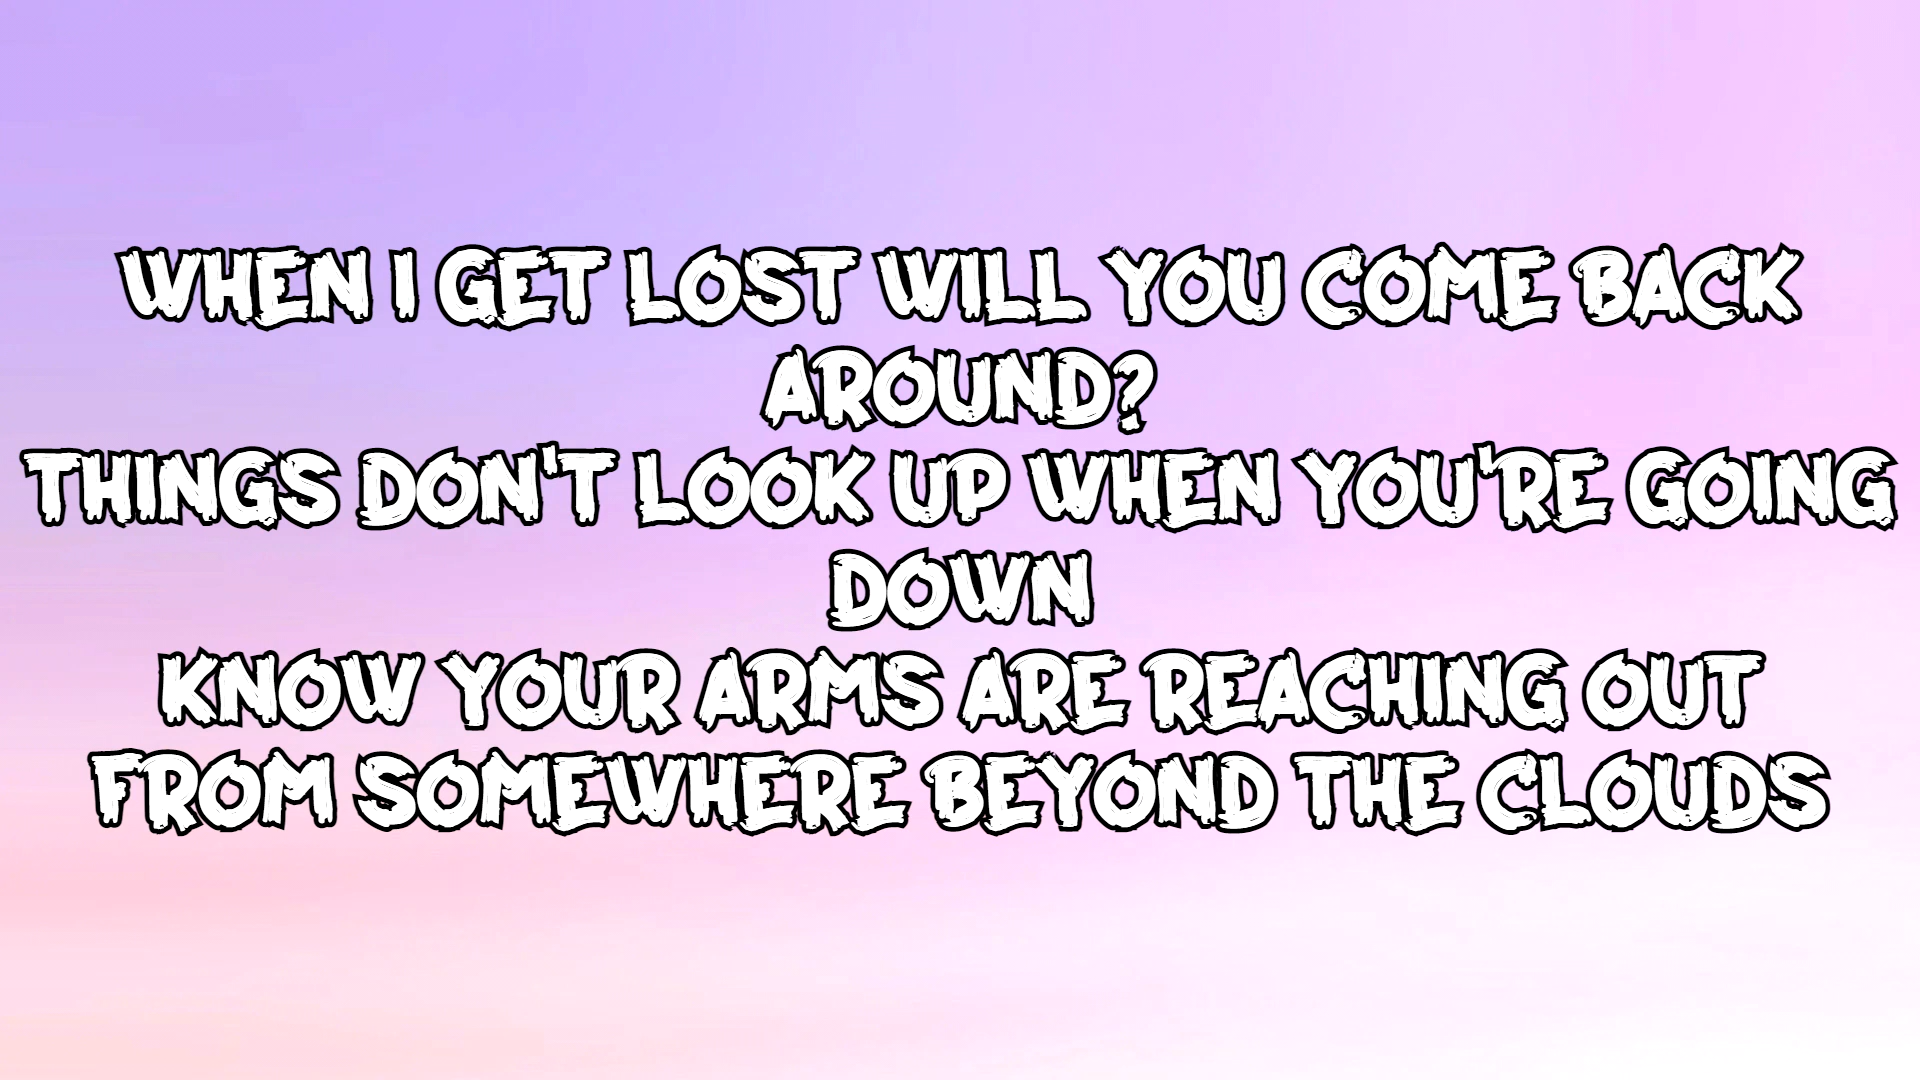 WHEN I GET LOST WILL YOU COME BACK
AROUND?
THINGS DON'T LOOK UP WHEN YOU'RE GOING
DOWN
KNOW YOUR ARMS ARE REACHING OUT
FROM SOMEWHERE BEYOND THE CLOUDS